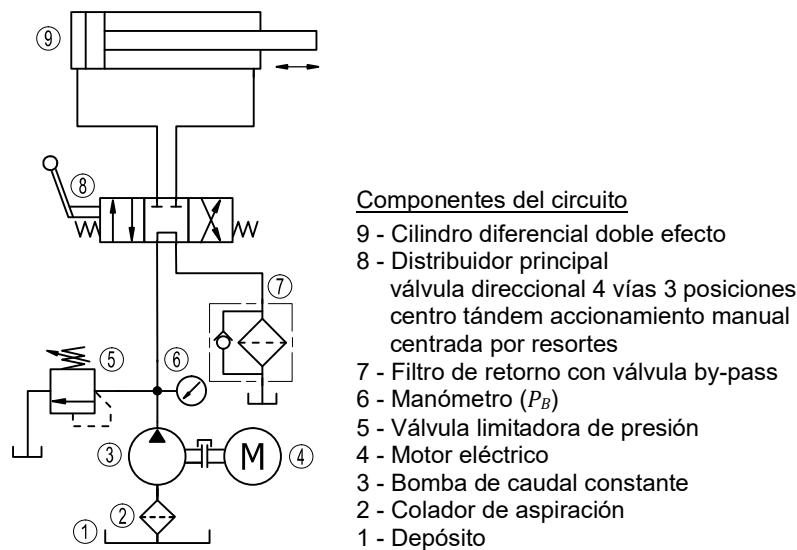 9
8
7
5
6
3
M
4
2
1
Componentes del circuito
9 - Cilindro diferencial doble efecto
8 - Distribuidor principal
válvula direccional 4 vías 3 posiciones
centro tándem accionamiento manual
centrada por resortes
7 - Filtro de retorno con válvula by-pass
6 - Manómetro (P_B)
5 - Válvula limitadora de presión
4 - Motor eléctrico
3 - Bomba de caudal constante
2 - Colador de aspiración
1 - Depósito